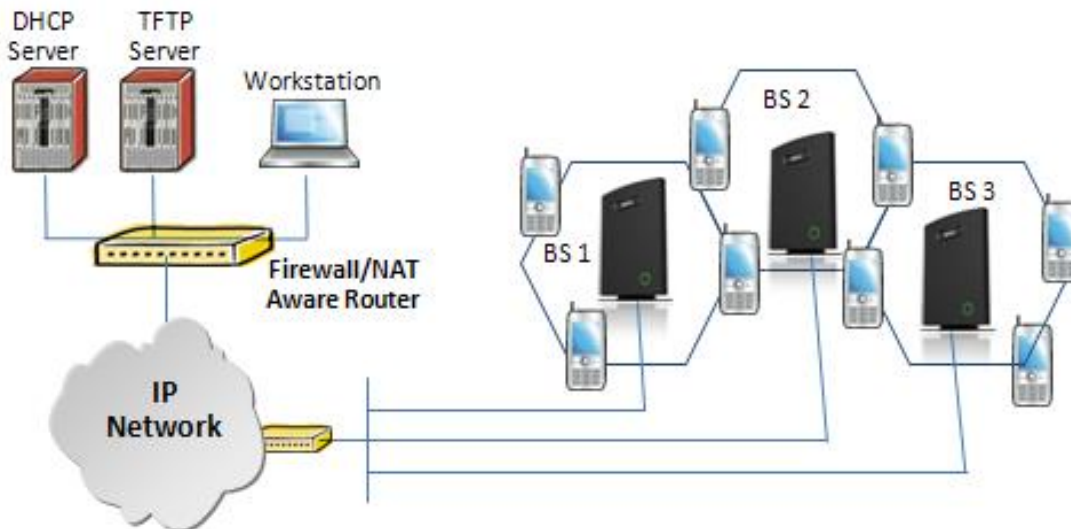 DHCP
Server
TFTP
Server
Workstation
Firewall/NAT
Aware Router
IP
Network
BS 1
BS 2
BS 3